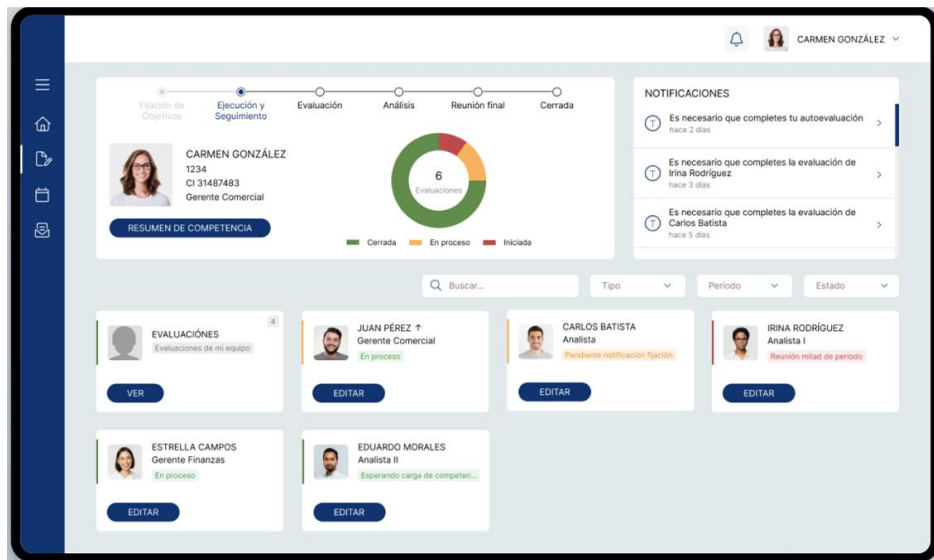 CARMEN GONZÁLEZ
Fijación de
Objetivos
Ejecución y
Seguimiento
Evaluación
Análisis
Reunión final
Cerrada
CARMEN GONZÁLEZ
1234
CI 31487483
Gerente Comercial
RESUMEN DE COMPETENCIA
6
Evaluaciones
Cerrada
En proceso
Iniciada
NOTIFICACIONES
T
Es necesario que completes tu autoevaluación
hace 2 días
T
Es necesario que completes la evaluación de
Irina Rodríguez
hace 3 días
T
Es necesario que completes la evaluación de
Carlos Batista
hace 5 días
Buscar...
Tipo
Período
Estado
4
EVALUACIÓNES
Evaluaciones de mi equipo
VER
JUAN PÉREZ ↑
Gerente Comercial
En proceso
EDITAR
CARLOS BATISTA
Analista
Pendiente notificación fijación
EDITAR
IRINA RODRÍGUEZ
Analista I
Reunión mitad de período
EDITAR
ESTRELLA CAMPOS
Gerente Finanzas
En proceso
EDITAR
EDUARDO MORALES
Analista II
Esperando carga de competen...
EDITAR